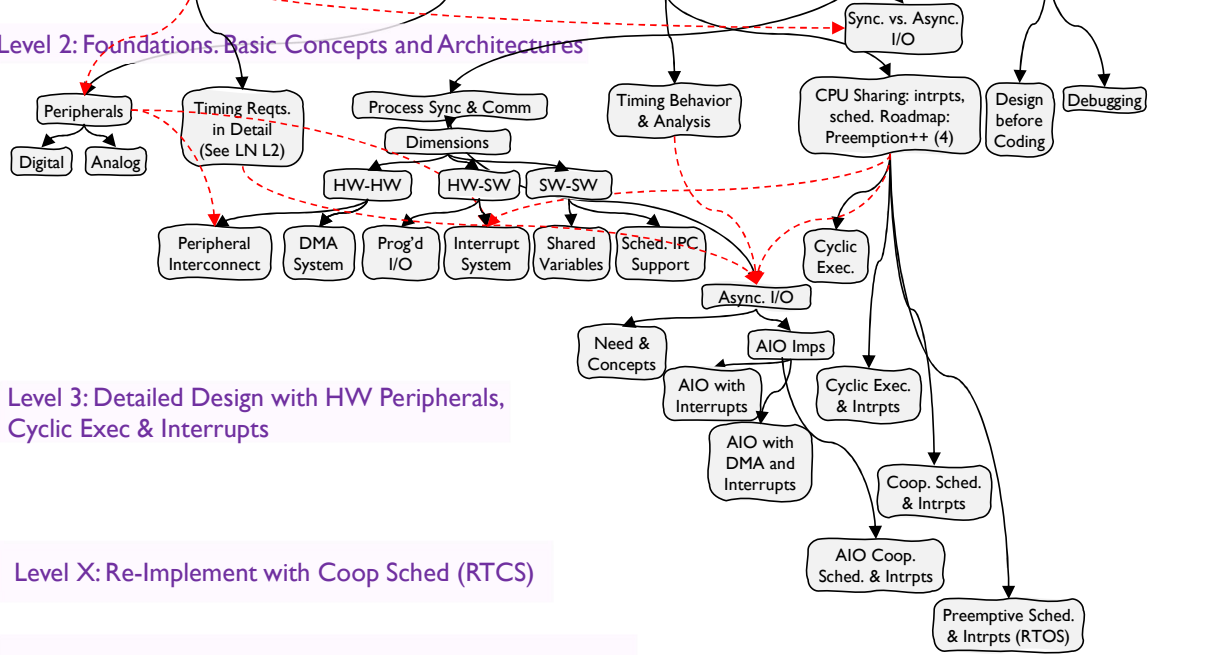 Sync. vs. Async.
I/O
Level 2: Foundations. Basic Concepts and Architectures
Peripherals
Timing Reqts.
in Detail
(See LN L2)
Process Sync & Comm
Timing Behavior
& Analysis
CPU Sharing: intrpts,
sched. Roadmap:
Preemption++ (4)
Design
before
Coding
Debugging
Digital
Analog
Dimensions
HW-HW
HW-SW
SW-SW
Peripheral
Interconnect
DMA
System
Prog'd
I/O
Interrupt
System
Shared
Variables
Sched. IPC
Support
Cyclic
Exec.
Async. I/O
Need &
Concepts
AIO Imps
AIO with
Interrupts
Cyclic Exec.
& Intrpts
Level 3: Detailed Design with HW Peripherals,
Cyclic Exec & Interrupts
AIO with
DMA and
Interrupts
Coop. Sched.
& Intrpts
AIO Coop.
Sched. & Intrpts
Level X: Re-Implement with Coop Sched (RTCS)
Preemptive Sched.
& Intrpts (RTOS)